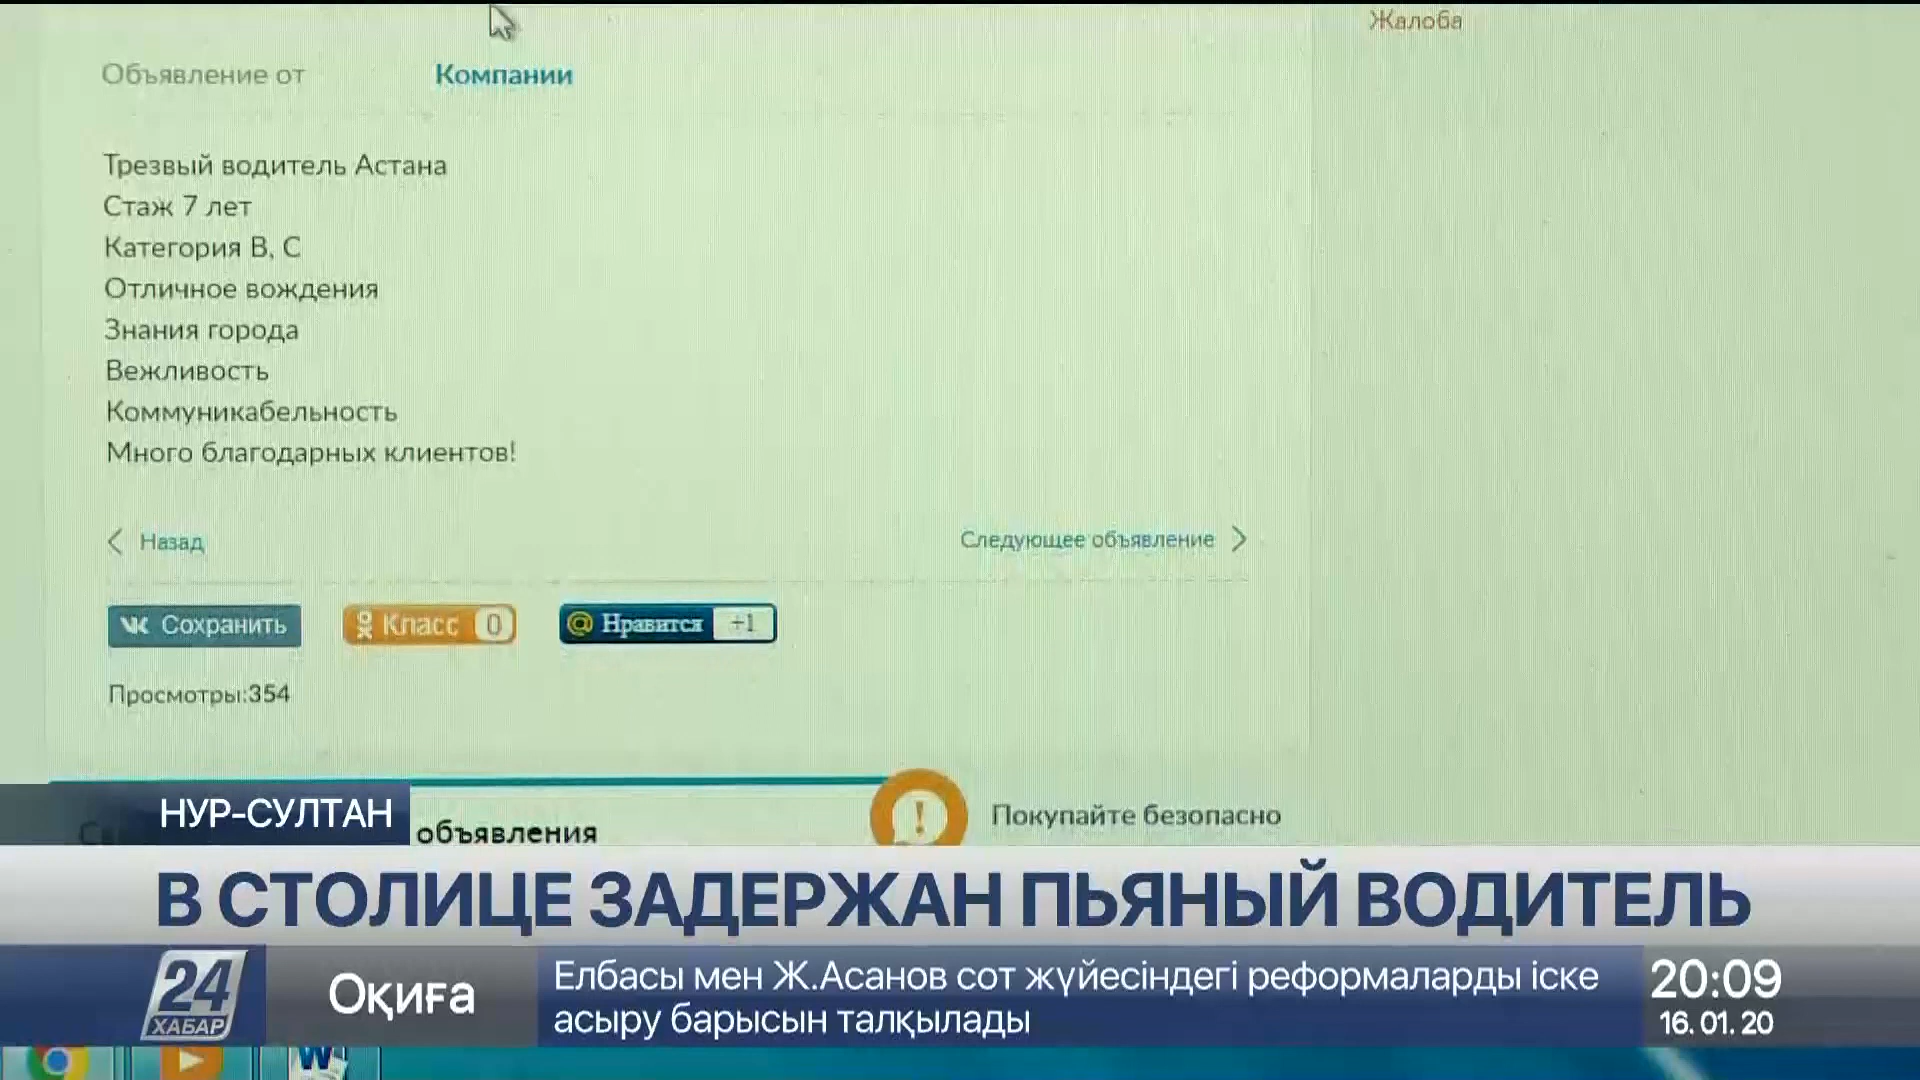 Жалоба
Объявление от Компании
Трезвый водитель Астана
Стаж 7 лет
Категория В, С
Отличное вождения
Знания города
Вежливость
Коммуникабельность
Много благодарных клиентов!
Назад
Следующее объявление
Сохранить
Класс 0
Нравится +1
Просмотры:354
НУР-СУЛТАН
объявления
Покупайте безопасно
В СТОЛИЦЕ ЗАДЕРЖАН ПЬЯНЫЙ ВОДИТЕЛЬ
24
ХАБАР
Оқиға
Елбасы мен Ж.Асанов сот жүйесіндегі реформаларды іске
асыру барысын талқылады
20:09
16.01.20